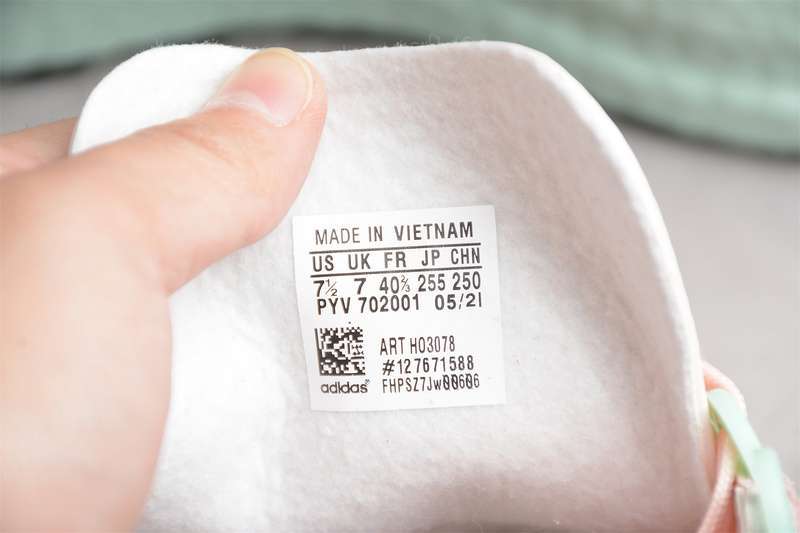 MADE IN VIETNAM
US UK FR JP CHN
7½ 7 40⅔ 255 250
PYV 702001 05/21
ART H03078
#127671588
adidas FHPSZ7Jw00606